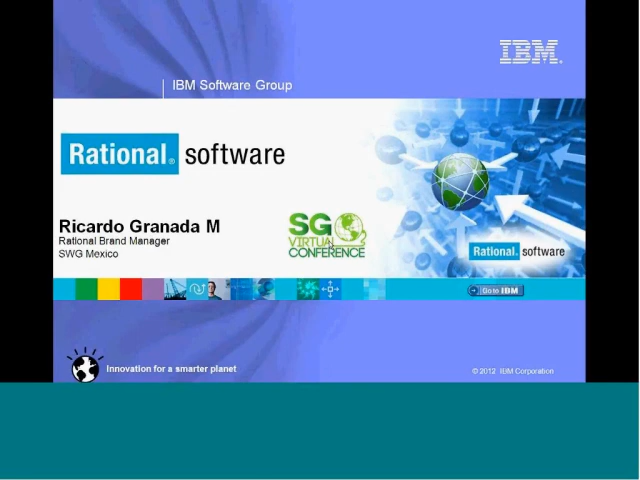 IBM.
IBM Software Group
Rational® software
Ricardo Granada M
Rational Brand Manager
SWG Mexico
SG
VIRTUAL
CONFERENCE
Rational. software
Go to IBM
Innovation for a smarter planet
© 2012 IBM Corporation